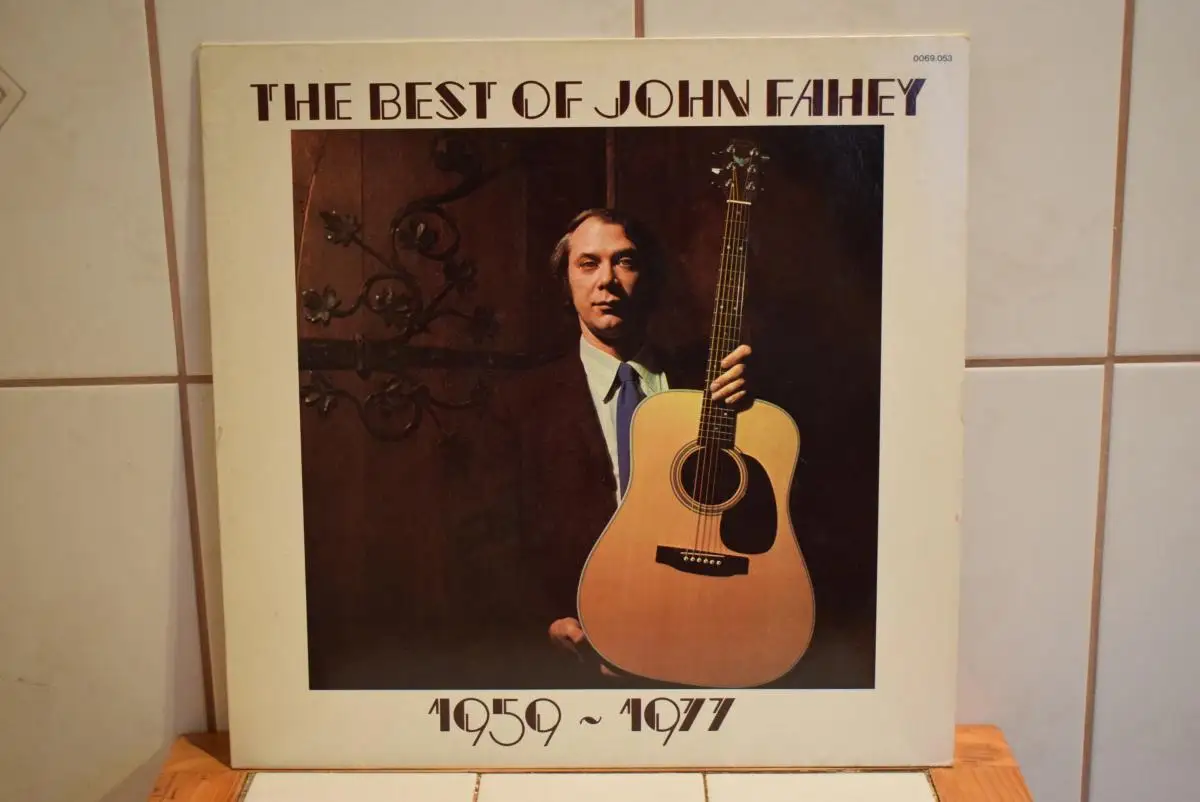 0069.053
THE BEST OF JOHN FAHEY
1959 ~ 1977